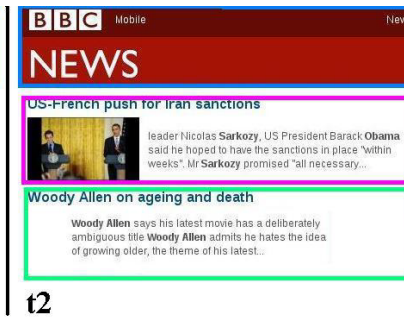 BBC Mobile New
NEWS
US-French push for Iran sanctions
leader Nicolas Sarkozy, US President Barack Obama
said he hoped to have the sanctions in place "within
weeks". Mr Sarkozy promised "all necessary...
Woody Allen on ageing and death
Woody Allen says his latest movie has a deliberately
ambiguous title Woody Allen admits he hates the idea
of growing older, the theme of his latest...
t2